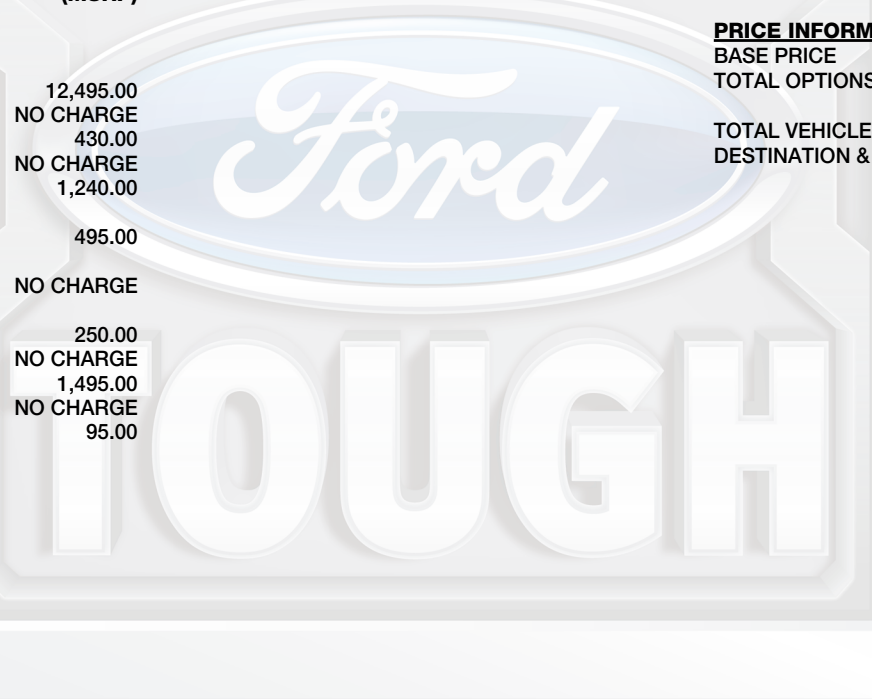 12,495.00
NO CHARGE
430.00
NO CHARGE
1,240.00
495.00
NO CHARGE
250.00
NO CHARGE
1,495.00
NO CHARGE
95.00
PRICE INFORM
BASE PRICE
TOTAL OPTIONS
TOTAL VEHICLE
DESTINATION &
Ford
TOUGH